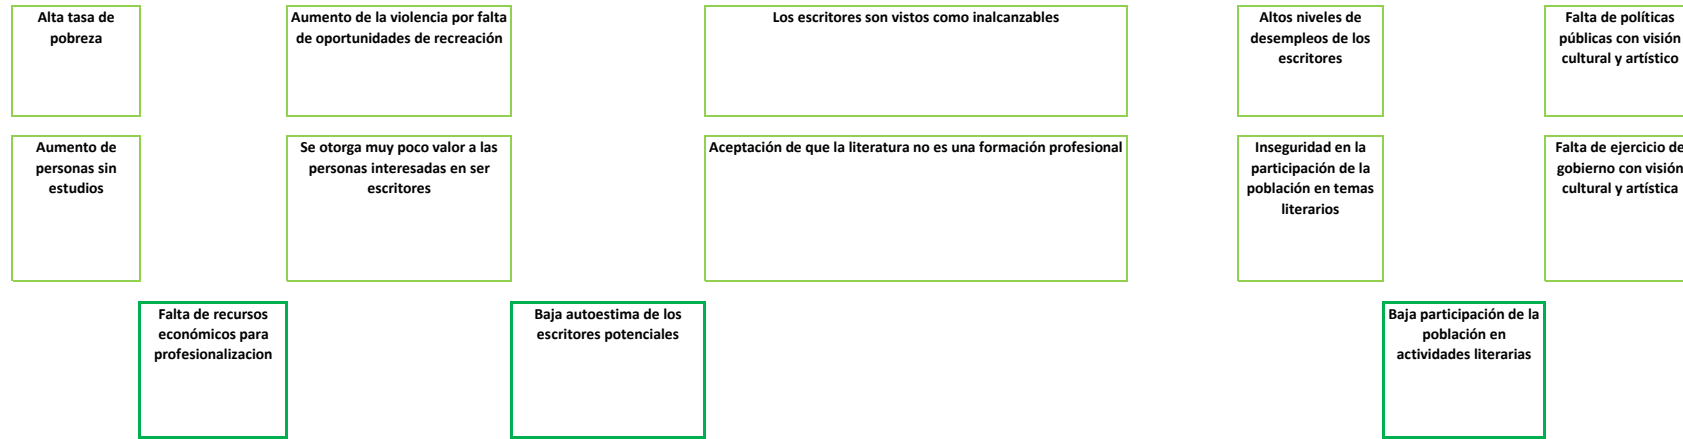 Alta tasa de
pobreza
Aumento de la violencia por falta
de oportunidades de recreación
Los escritores son vistos como inalcanzables
Altos niveles de
desempleos de los
escritores
Falta de políticas
públicas con visión
cultural y artístico
Aumento de
personas sin
estudios
Se otorga muy poco valor a las
personas interesadas en ser
escritores
Aceptación de que la literatura no es una formación profesional
Inseguridad en la
participación de la
población en temas
literarios
Falta de ejercicio de
gobierno con visión
cultural y artística
Falta de recursos
económicos para
profesionalizacion
Baja autoestima de los
escritores potenciales
Baja participación de la
población en
actividades literarias